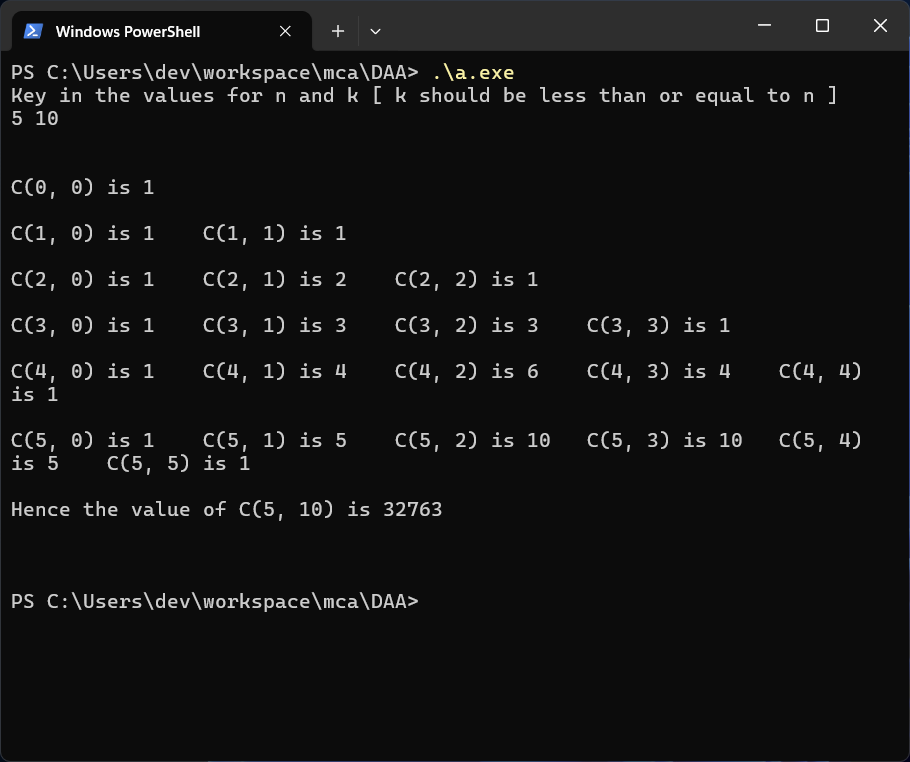 Windows PowerShell
PS C:\Users\dev\workspace\mca\DAA> .\a.exe
Key in the values for n and k [ k should be less than or equal to n ]
5 10
C(0, 0) is 1
C(1, 0) is 1    C(1, 1) is 1
C(2, 0) is 1    C(2, 1) is 2    C(2, 2) is 1
C(3, 0) is 1    C(3, 1) is 3    C(3, 2) is 3    C(3, 3) is 1
C(4, 0) is 1    C(4, 1) is 4    C(4, 2) is 6    C(4, 3) is 4    C(4, 4)
is 1
C(5, 0) is 1    C(5, 1) is 5    C(5, 2) is 10   C(5, 3) is 10   C(5, 4)
is 5    C(5, 5) is 1
Hence the value of C(5, 10) is 32763
PS C:\Users\dev\workspace\mca\DAA>